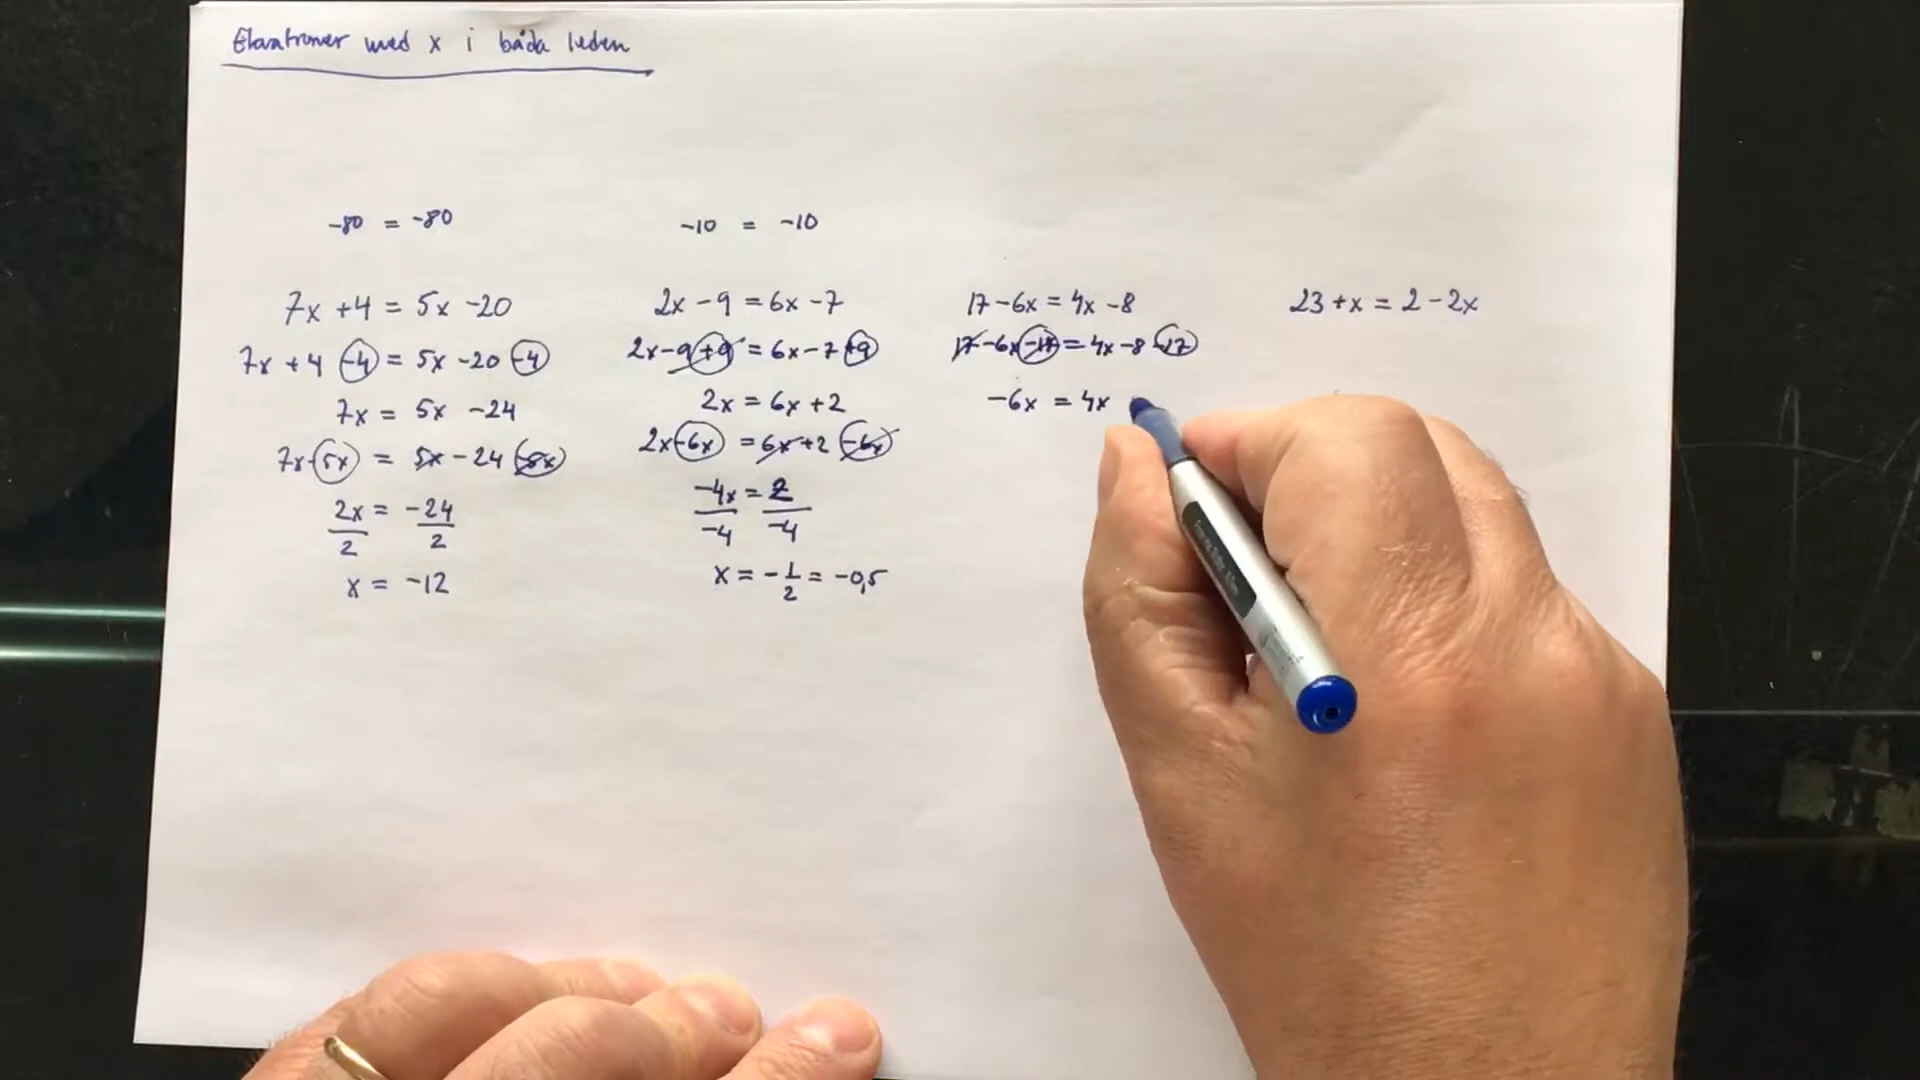 Ekvationer med x i båda leden
-80 = -80
7x + 4 = 5x - 20
7x + 4 -4 = 5x - 20 -4
7x = 5x - 24
7x - 5x = 5x - 24 -5x
2x = -24
2 2
x = -12
-10 = -10
2x - 9 = 6x - 7
2x - 9 + 9 = 6x - 7 + 9
2x = 6x + 2
2x - 6x = 6x + 2 - 6x
-4x = 2
-4 -4
x = - 1/2 = -0,5
17 - 6x = 4x - 8
17 - 6x - 17 = 4x - 8 - 17
-6x = 4x
23 + x = 2 - 2x